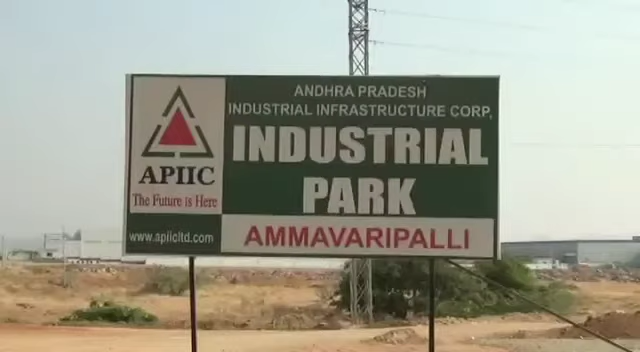 ANDHRA PRADESH
INDUSTRIAL INFRASTRUCTURE CORP,
INDUSTRIAL
PARK
APIIC
The Future is Here
www.apiicltd.com
AMMAVARIPALLI